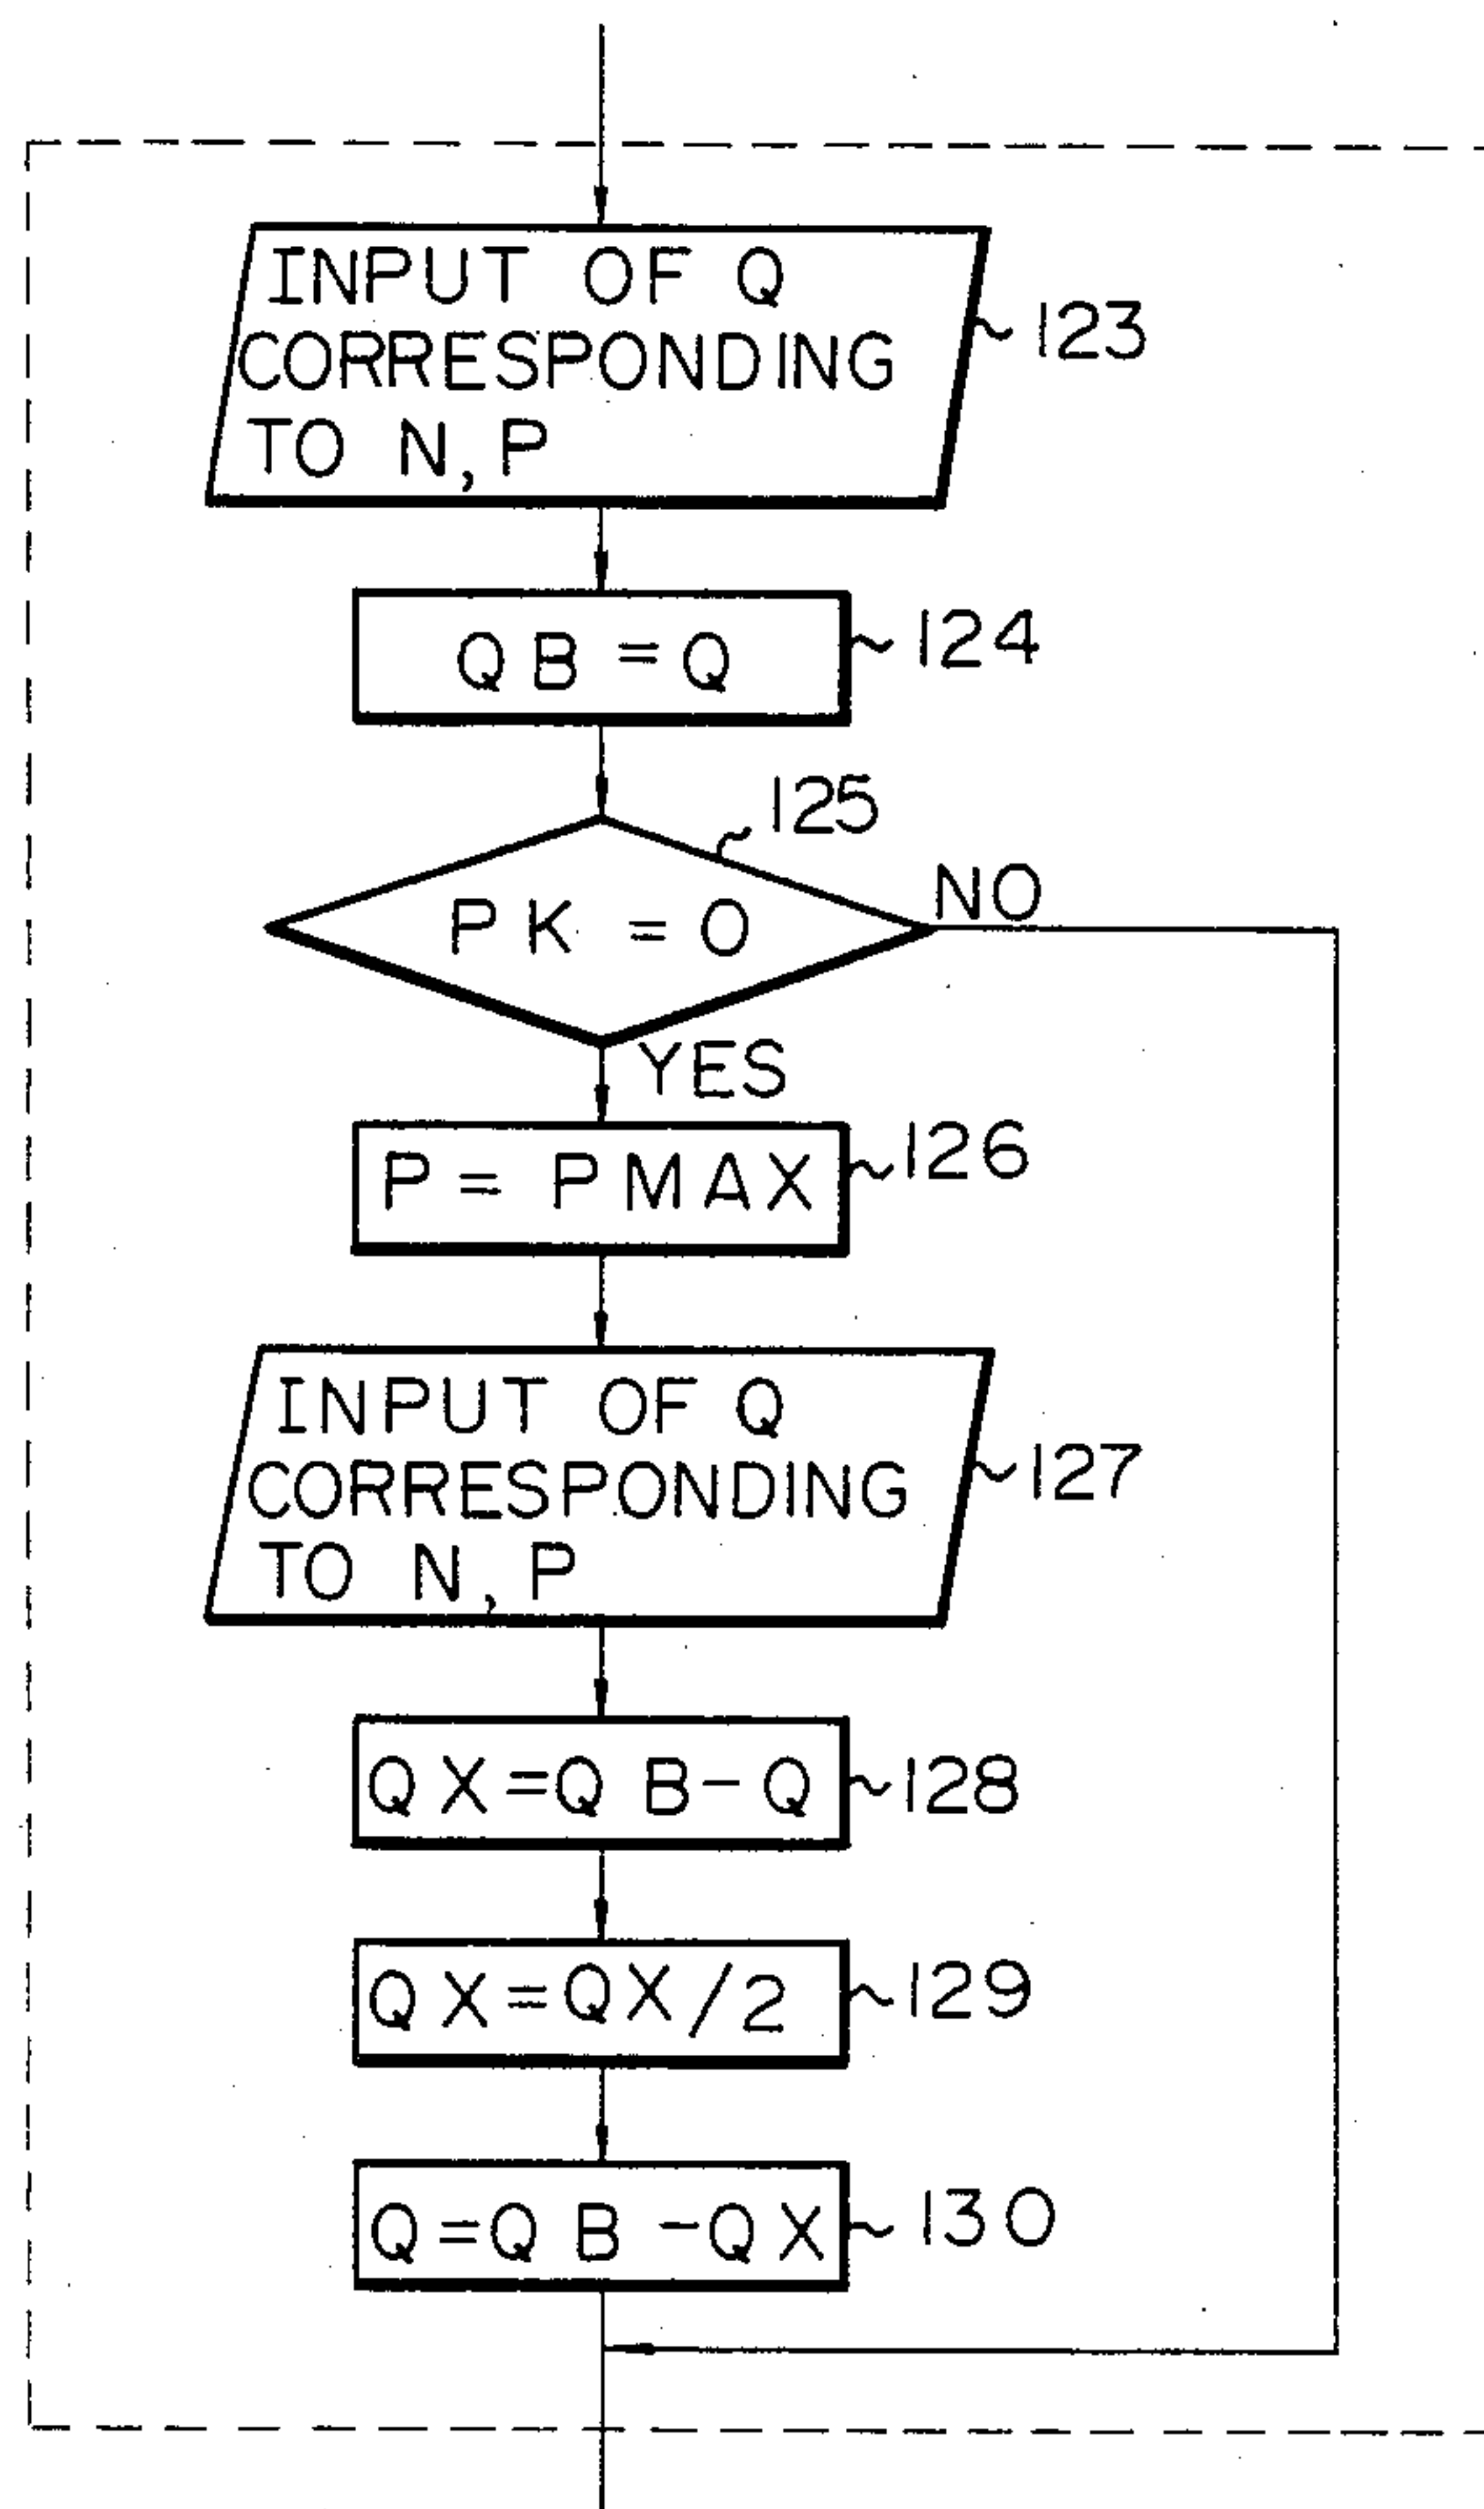 INPUT OF Q
CORRESPONDING
TO N, P
123
QB = Q
124
125
PK = 0
NO
YES
P = PMAX
126
INPUT OF Q
CORRESPONDING
TO N, P
127
QX=QB-Q
128
QX=QX/2
129
Q=QB-QX
130